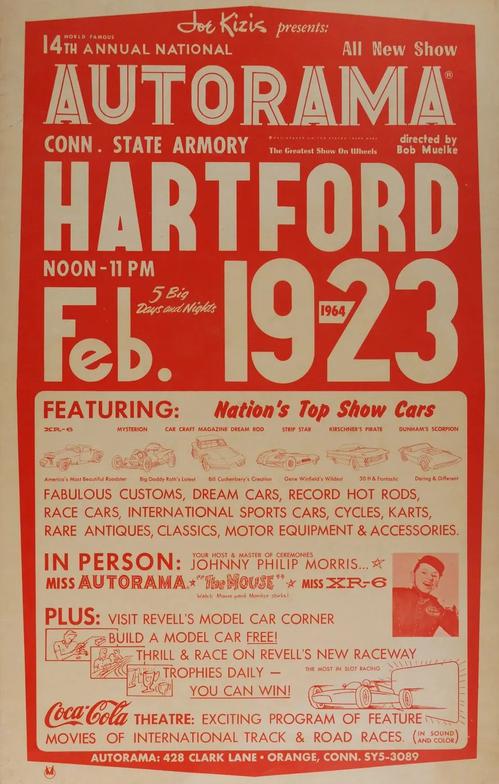 Joe Kizis presents:
WORLD FAMOUS
14TH ANNUAL NATIONAL
All New Show
AUTORAMA®
CONN. STATE ARMORY
The Greatest Show On Wheels
directed by
Bob Muelke
HARTFORD
NOON-11 PM
5 Big
Days and Nights
Feb. 19 1964 23
FEATURING: Nation's Top Show Cars
XR-6 MYSTERION CAR CRAFT MAGAZINE DREAM ROD STRIP STAR KIRSCHNER'S PIRATE DUNHAM'S SCORPION
America's Most Beautiful Roadster Big Daddy Roth's Latest Bill Cushenbery's Creation Gene Winfield's Wildest 30 ft & Fantastic Daring & Different
FABULOUS CUSTOMS, DREAM CARS, RECORD HOT RODS,
RACE CARS, INTERNATIONAL SPORTS CARS, CYCLES, KARTS,
RARE ANTIQUES, CLASSICS, MOTOR EQUIPMENT & ACCESSORIES.
YOUR HOST & MASTER OF CEREMONIES
IN PERSON: JOHNNY PHILIP MORRIS...
MISS AUTORAMA "The MOUSE" MISS XR-6
PLUS: VISIT REVELL'S MODEL CAR CORNER
BUILD A MODEL CAR FREE!
THRILL & RACE ON REVELL'S NEW RACEWAY
TROPHIES DAILY —
YOU CAN WIN!
THE MOST IN SLOT RACING
Coca-Cola THEATRE: EXCITING PROGRAM OF FEATURE
MOVIES OF INTERNATIONAL TRACK & ROAD RACES. (IN SOUND AND COLOR)
AUTORAMA: 428 CLARK LANE • ORANGE, CONN. SY5-3089